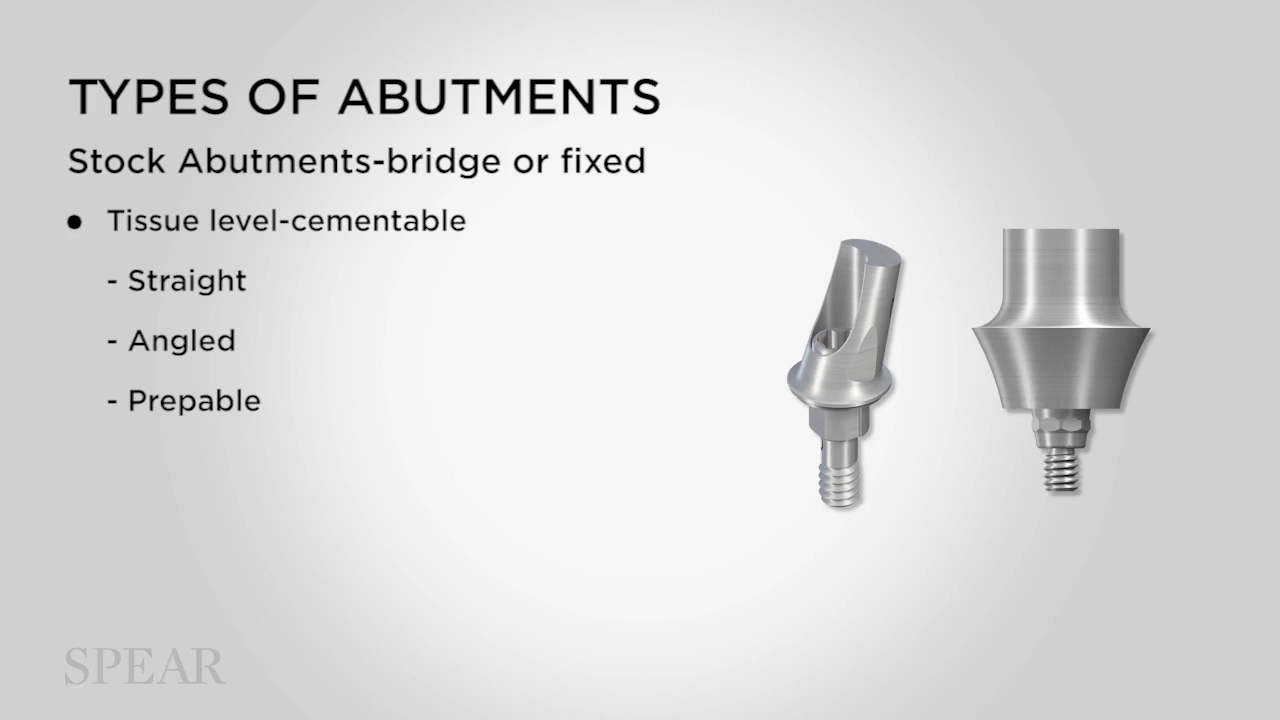 TYPES OF ABUTMENTS
Stock Abutments-bridge or fixed
• Tissue level-cementable
- Straight
- Angled
- Prepable
SPEAR